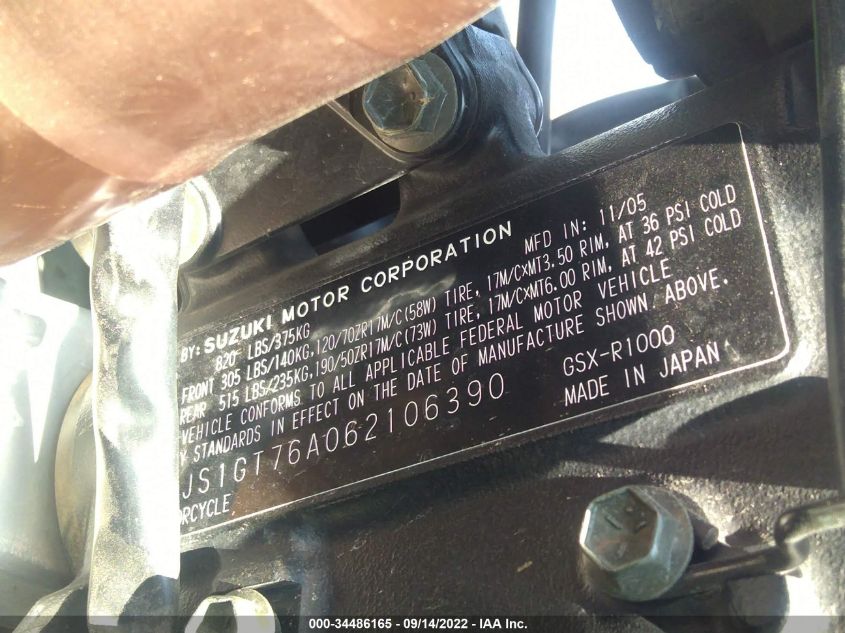 BY: SUZUKI MOTOR CORPORATION MFD IN: 11/05
820 LBS/375KG
FRONT 305 LBS/140KG, 120/70ZR17M/C(58W) TIRE, 17M/CXMT3.50 RIM, AT 36 PSI COLD
REAR 515 LBS/235KG, 190/50ZR17M/C(73W) TIRE, 17M/CXMT6.00 RIM, AT 42 PSI COLD
VEHICLE CONFORMS TO ALL APPLICABLE FEDERAL MOTOR VEHICLE
Y STANDARDS IN EFFECT ON THE DATE OF MANUFACTURE SHOWN ABOVE.
JS1GT76A062106390 GSX-R1000
RCYCLE MADE IN JAPAN
000-34486165 - 09/14/2022 - IAA Inc.